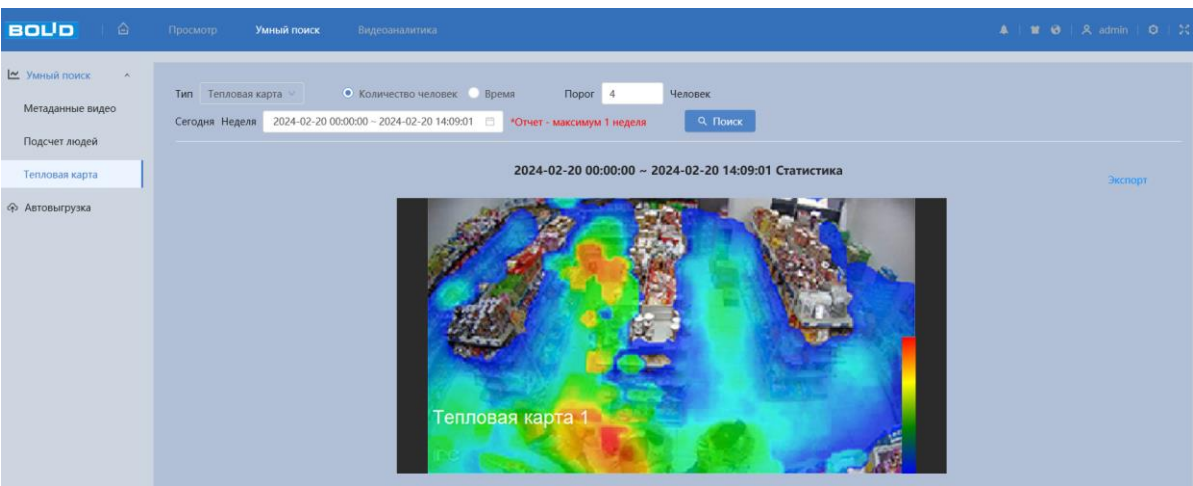 BOLID Просмотр Умный поиск Видеоаналитика admin
Умный поиск
Метаданные видео
Подсчет людей
Тепловая карта
Автовыгрузка
Тип Тепловая карта Количество человек Время Порог 4 Человек
Сегодня Неделя 2024-02-20 00:00:00 ~ 2024-02-20 14:09:01 *Отчет - максимум 1 неделя Поиск
2024-02-20 00:00:00 ~ 2024-02-20 14:09:01 Статистика
Экспорт
Тепловая карта 1